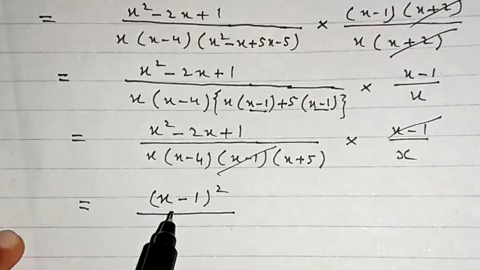 = x²-2x+1 / x(x-4)(x²-x+5x-5) × (x-1)(x+2) / x(x+2)
= x²-2x+1 / x(x-4){x(x-1)+5(x-1)} × x-1 / x
= x²-2x+1 / x(x-4)(x-1)(x+5) × x-1 / x
= (x-1)²